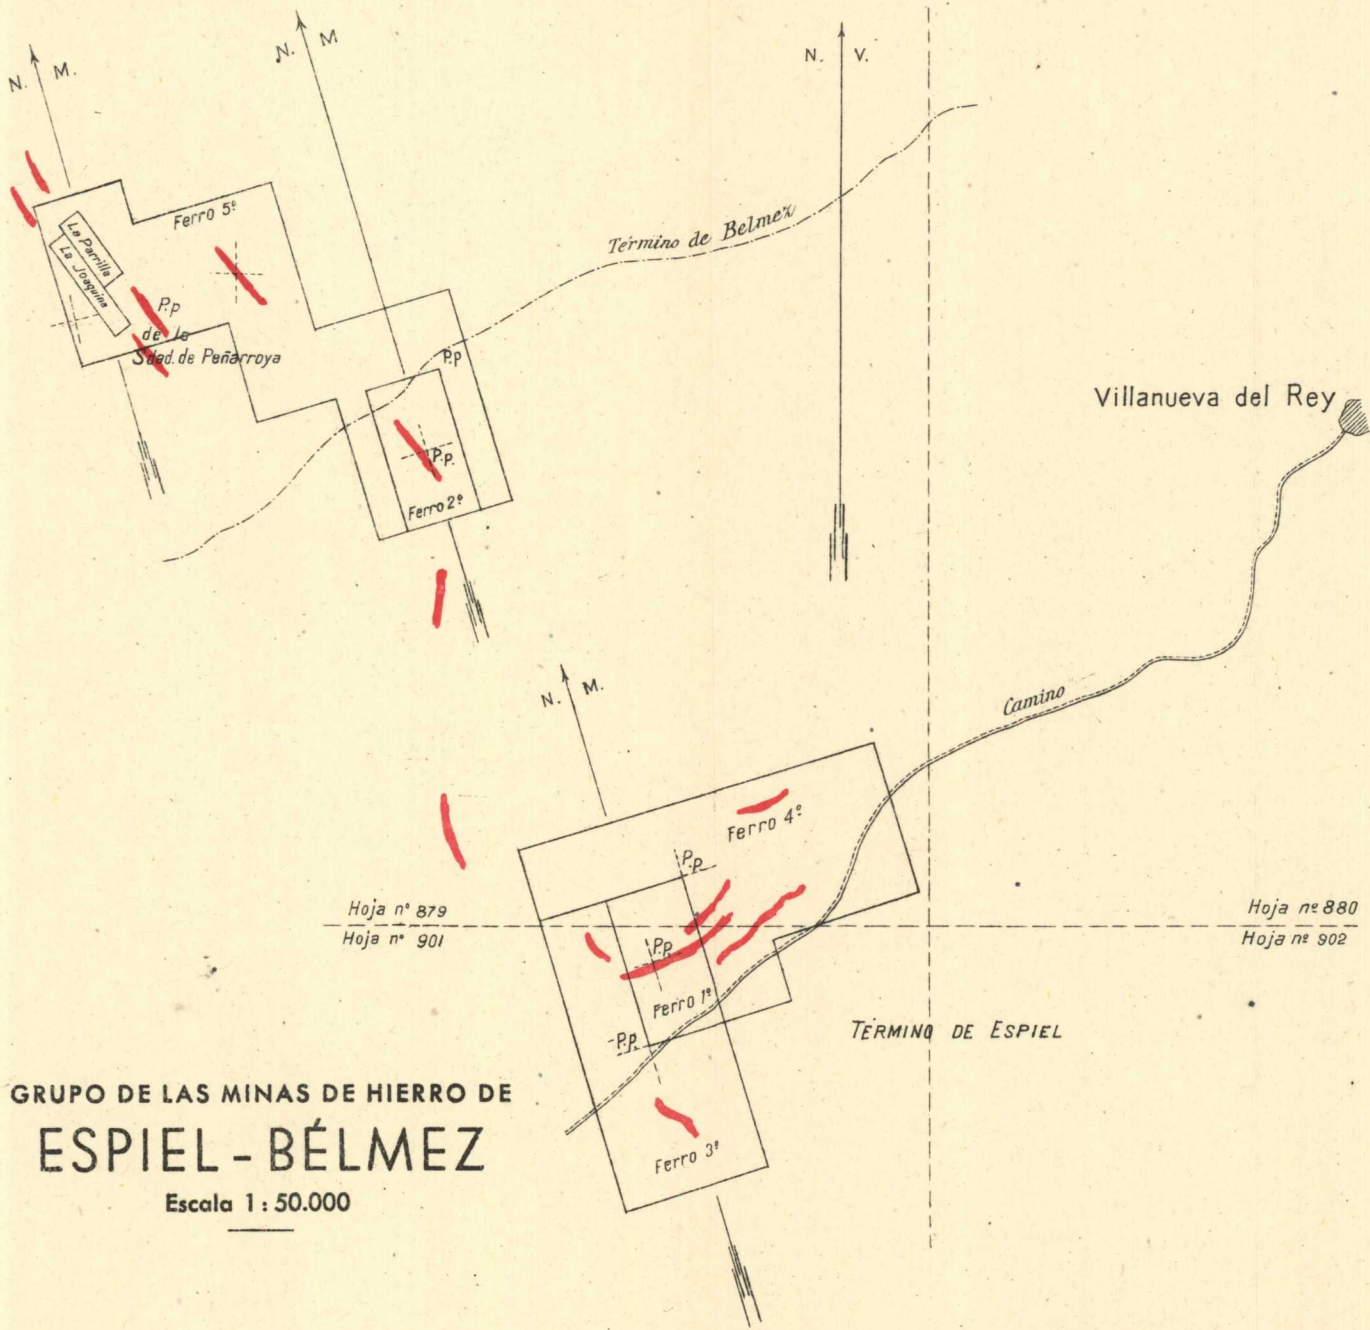 N. M.
N. M
N. V.
Ferro 5º
La Parrilla
La Joaquina
P.p
de la
Sdad. de Peñarroya
Término de Belmez
P.p
P.p.
Ferro 2º
Villanueva del Rey
N. M.
Camino
Ferro 4º
P.p
Hoja nº 879
Hoja nº 901
Hoja nº 880
Hoja nº 902
P.p.
Ferro 1º
P.p.
TÉRMINO DE ESPIEL
Ferro 3º
GRUPO DE LAS MINAS DE HIERRO DE
ESPIEL - BÉLMEZ
Escala 1 : 50.000